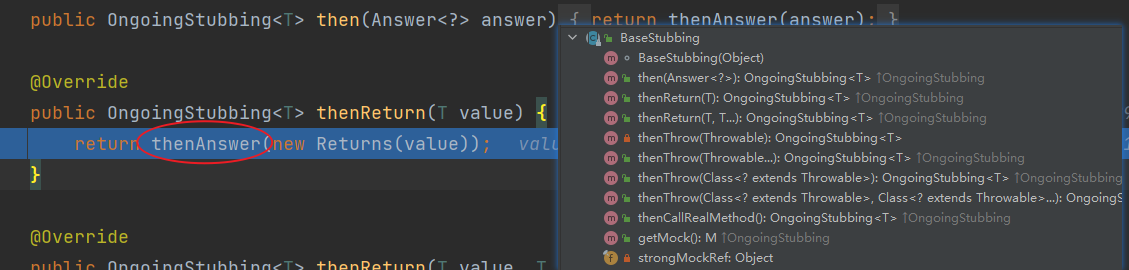 public OngoingStubbing<T> then(Answer<?> answer) { return thenAnswer(answer); }
@Override
public OngoingStubbing<T> thenReturn(T value) {
return thenAnswer(new Returns(value)); valu
}
@Override
public OngoingStubbing<T> thenReturn(T value, T
BaseStubbing
BaseStubbing(Object)
then(Answer<?>): OngoingStubbing<T> ↑OngoingStubbing
thenReturn(T): OngoingStubbing<T> ↑OngoingStubbing
thenReturn(T, T...): OngoingStubbing<T> ↑OngoingStubbing
thenThrow(Throwable): OngoingStubbing<T>
thenThrow(Throwable...): OngoingStubbing<T> ↑OngoingStubbing
thenThrow(Class<? extends Throwable>): OngoingStubbing<T> ↑OngoingStubbing
thenThrow(Class<? extends Throwable>, Class<? extends Throwable>...): OngoingS
thenCallRealMethod(): OngoingStubbing<T> ↑OngoingStubbing
getMock(): M ↑OngoingStubbing
strongMockRef: Object